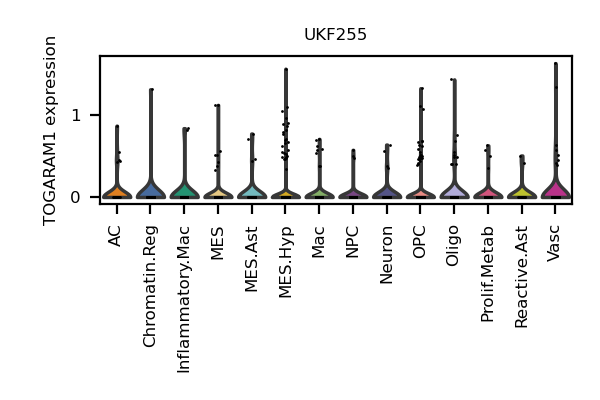 UKF255
TOGARAM1 expression
1
0
AC
Chromatin.Reg
Inflammatory.Mac
MES
MES.Ast
MES.Hyp
Mac
NPC
Neuron
OPC
Oligo
Prolif.Metab
Reactive.Ast
Vasc